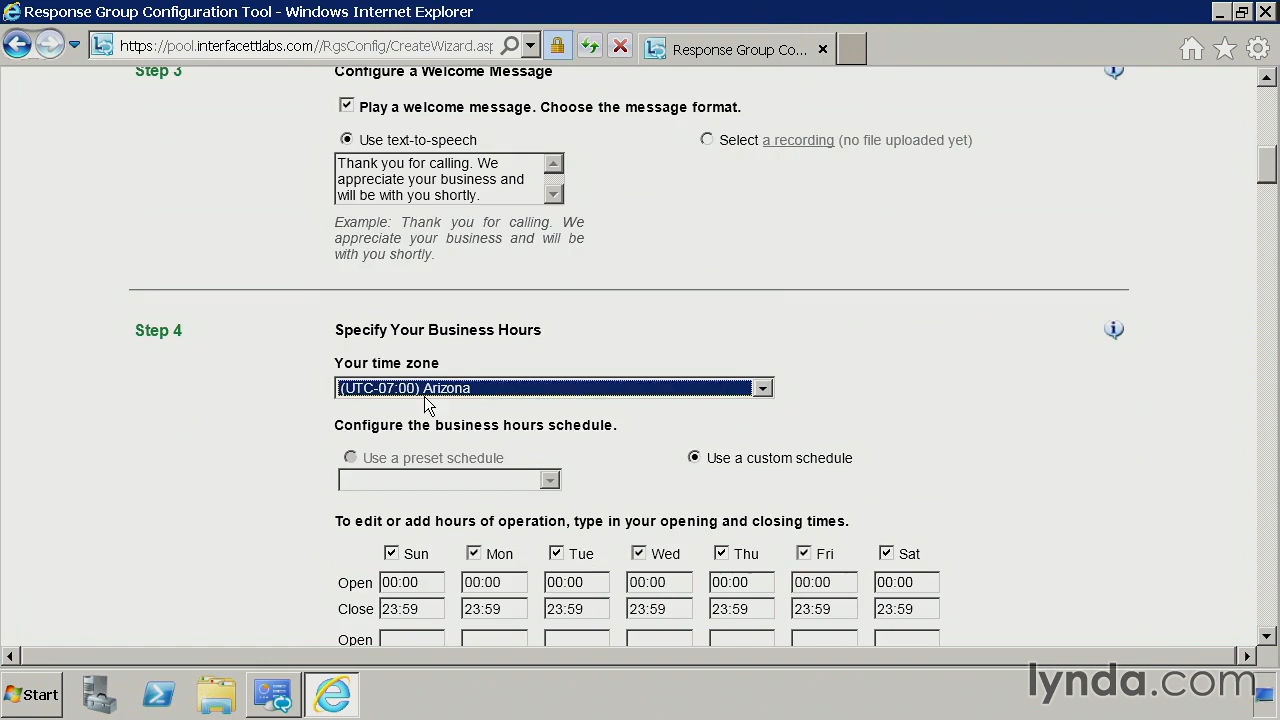 Response Group Configuration Tool - Windows Internet Explorer
https://pool.interfacettlabs.com//RgsConfig/CreateWizard.asp
Response Group Co...
Step 3
Configure a Welcome Message
Play a welcome message. Choose the message format.
Use text-to-speech
Select a recording (no file uploaded yet)
Thank you for calling. We
appreciate your business and
will be with you shortly.
Example: Thank you for calling. We
appreciate your business and will be
with you shortly.
Step 4
Specify Your Business Hours
Your time zone
(UTC-07:00) Arizona
Configure the business hours schedule.
Use a preset schedule
Use a custom schedule
To edit or add hours of operation, type in your opening and closing times.
Sun Mon Tue Wed Thu Fri Sat
Open 00:00 00:00 00:00 00:00 00:00 00:00 00:00
Close 23:59 23:59 23:59 23:59 23:59 23:59 23:59
Open
lynda.com
Start